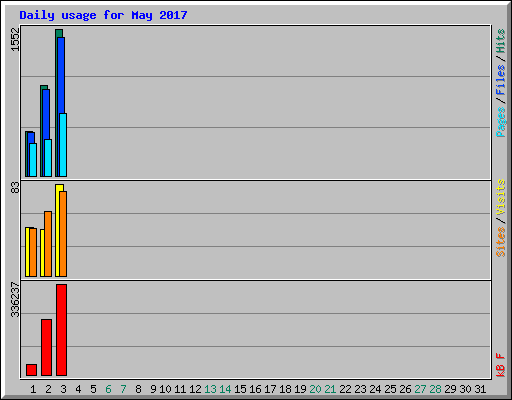 Daily usage for May 2017
1552
Pages/Files/Hits
83
Sites/Visits
336237
kB F
1 2 3 4 5 6 7 8 9 10 11 12 13 14 15 16 17 18 19 20 21 22 23 24 25 26 27 28 29 30 31